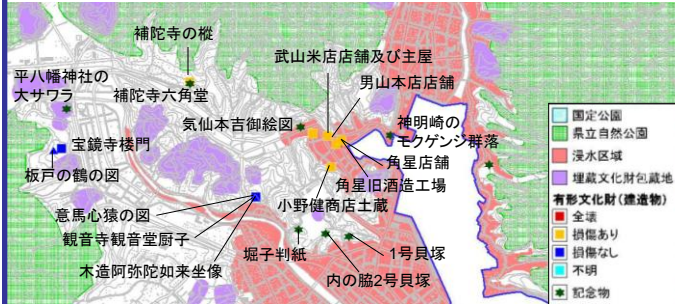 補陀寺の樅
武山米店店舗及び主屋
男山本店店舗
平八幡神社の
大サワラ
補陀寺六角堂
気仙本吉御絵図
神明崎の
モクゲンジ群落
宝鏡寺楼門
角星店舗
板戸の鶴の図
角星旧酒造工場
意馬心猿の図
小野健商店土蔵
観音寺観音堂厨子
木造阿弥陀如来坐像
堀子判紙
1号貝塚
内の脇2号貝塚
国定公園
県立自然公園
浸水区域
埋蔵文化財包蔵地
有形文化財(建造物)
全壊
損傷あり
損傷なし
不明
記念物